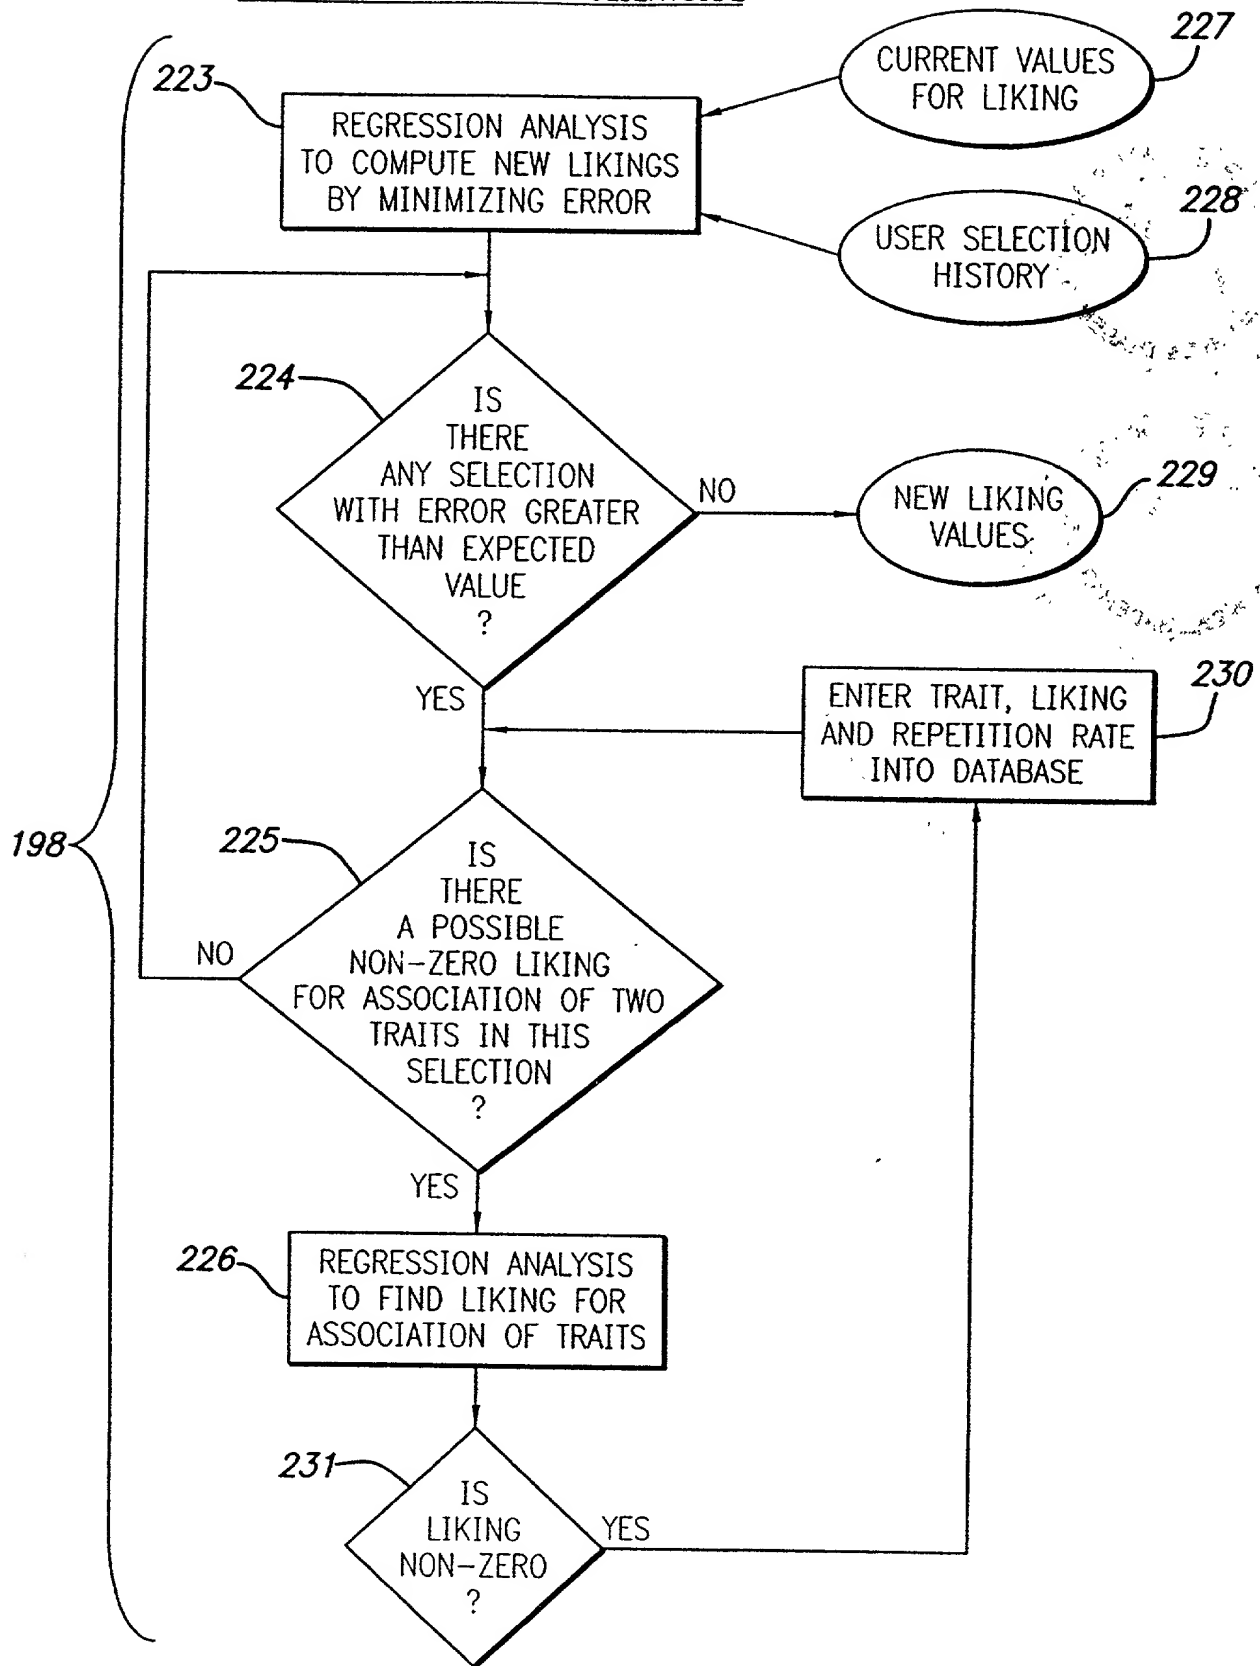 227
CURRENT VALUES
FOR LIKING
223
REGRESSION ANALYSIS
TO COMPUTE NEW LIKINGS
BY MINIMIZING ERROR
228
USER SELECTION
HISTORY
224
IS
THERE
ANY SELECTION
WITH ERROR GREATER
THAN EXPECTED
VALUE
?
NO
229
NEW LIKING
VALUES
YES
230
ENTER TRAIT, LIKING
AND REPETITION RATE
INTO DATABASE
198
225
IS
THERE
A POSSIBLE
NON-ZERO LIKING
FOR ASSOCIATION OF TWO
TRAITS IN THIS
SELECTION
?
NO
YES
226
REGRESSION ANALYSIS
TO FIND LIKING FOR
ASSOCIATION OF TRAITS
231
IS
LIKING
NON-ZERO
?
YES